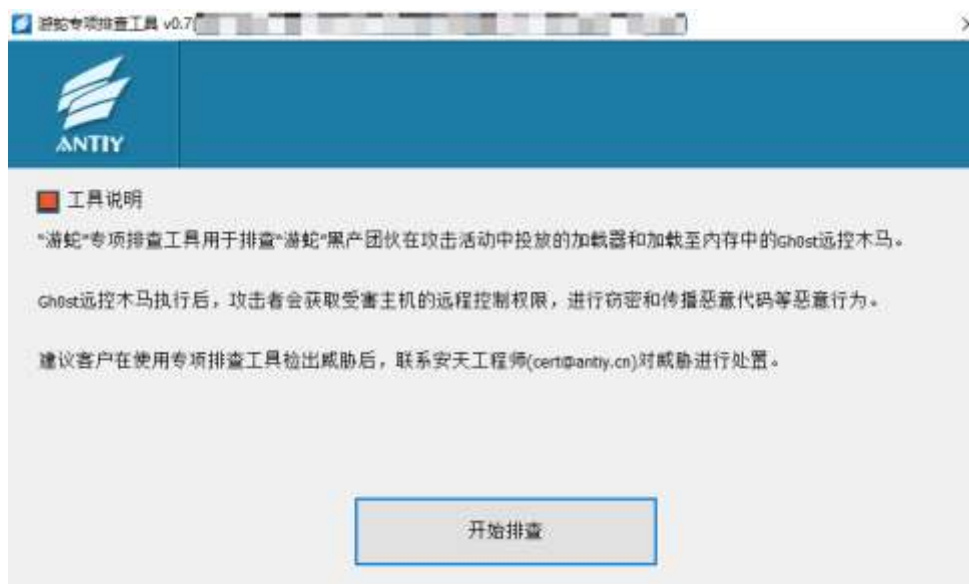 游蛇专项排查工具 v0.7
ANTIY
工具说明
“游蛇”专项排查工具用于排查“游蛇”黑产团伙在攻击活动中投放的加载器和加载至内存中的Gh0st远控木马。
Gh0st远控木马执行后，攻击者会获取受害主机的远程控制权限，进行窃密和传播恶意代码等恶意行为。
建议客户在使用专项排查工具检出威胁后，联系安天工程师(cert@antiy.cn)对威胁进行处置。
开始排查